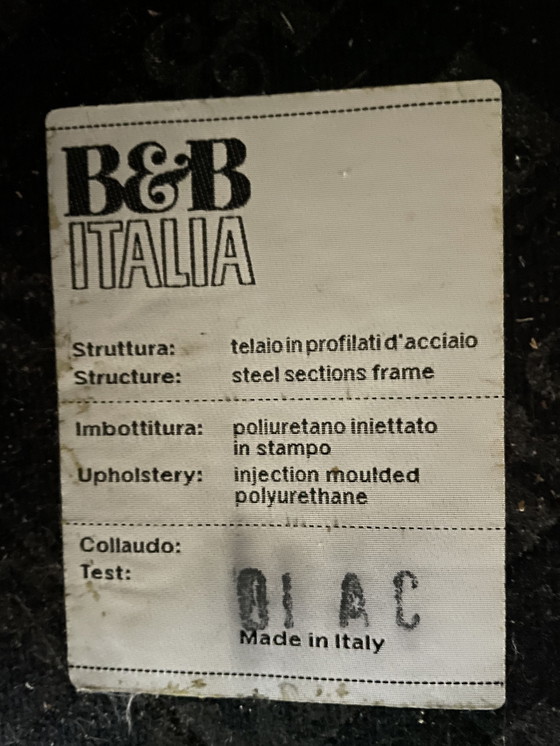 B&B
ITALIA
Struttura: telaio in profilati d'acciaio
Structure: steel sections frame
Imbottitura: poliuretano iniettato
in stampo
Upholstery: injection moulded
polyurethane
Collaudo:
Test:
01 A C
Made in Italy